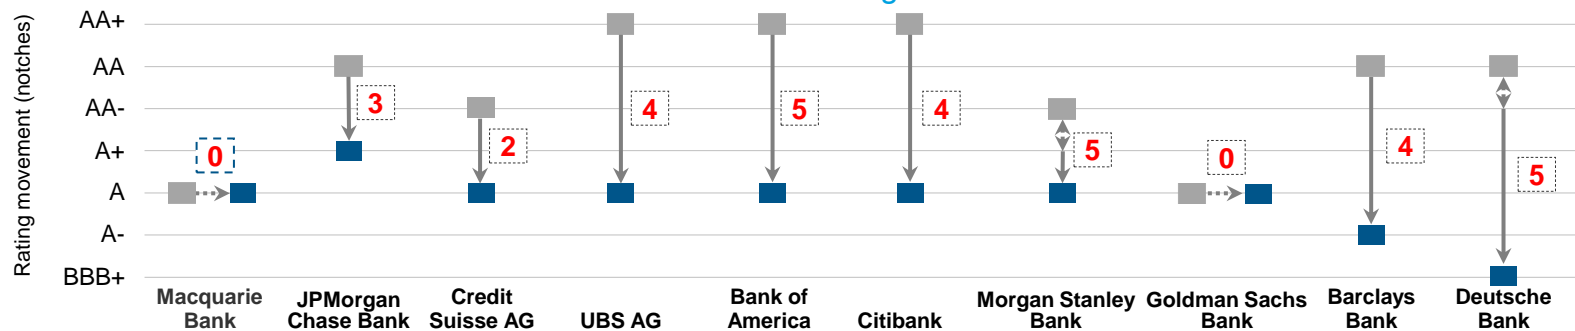 Rating movement (notches)
AA+
AA
AA-
A+
A
A-
BBB+
0
3
2
4
5
4
5
0
4
5
Macquarie
Bank
JPMorgan
Chase Bank
Credit
Suisse AG
UBS AG
Bank of
America
Citibank
Morgan Stanley
Bank
Goldman Sachs
Bank
Barclays
Bank
Deutsche
Bank